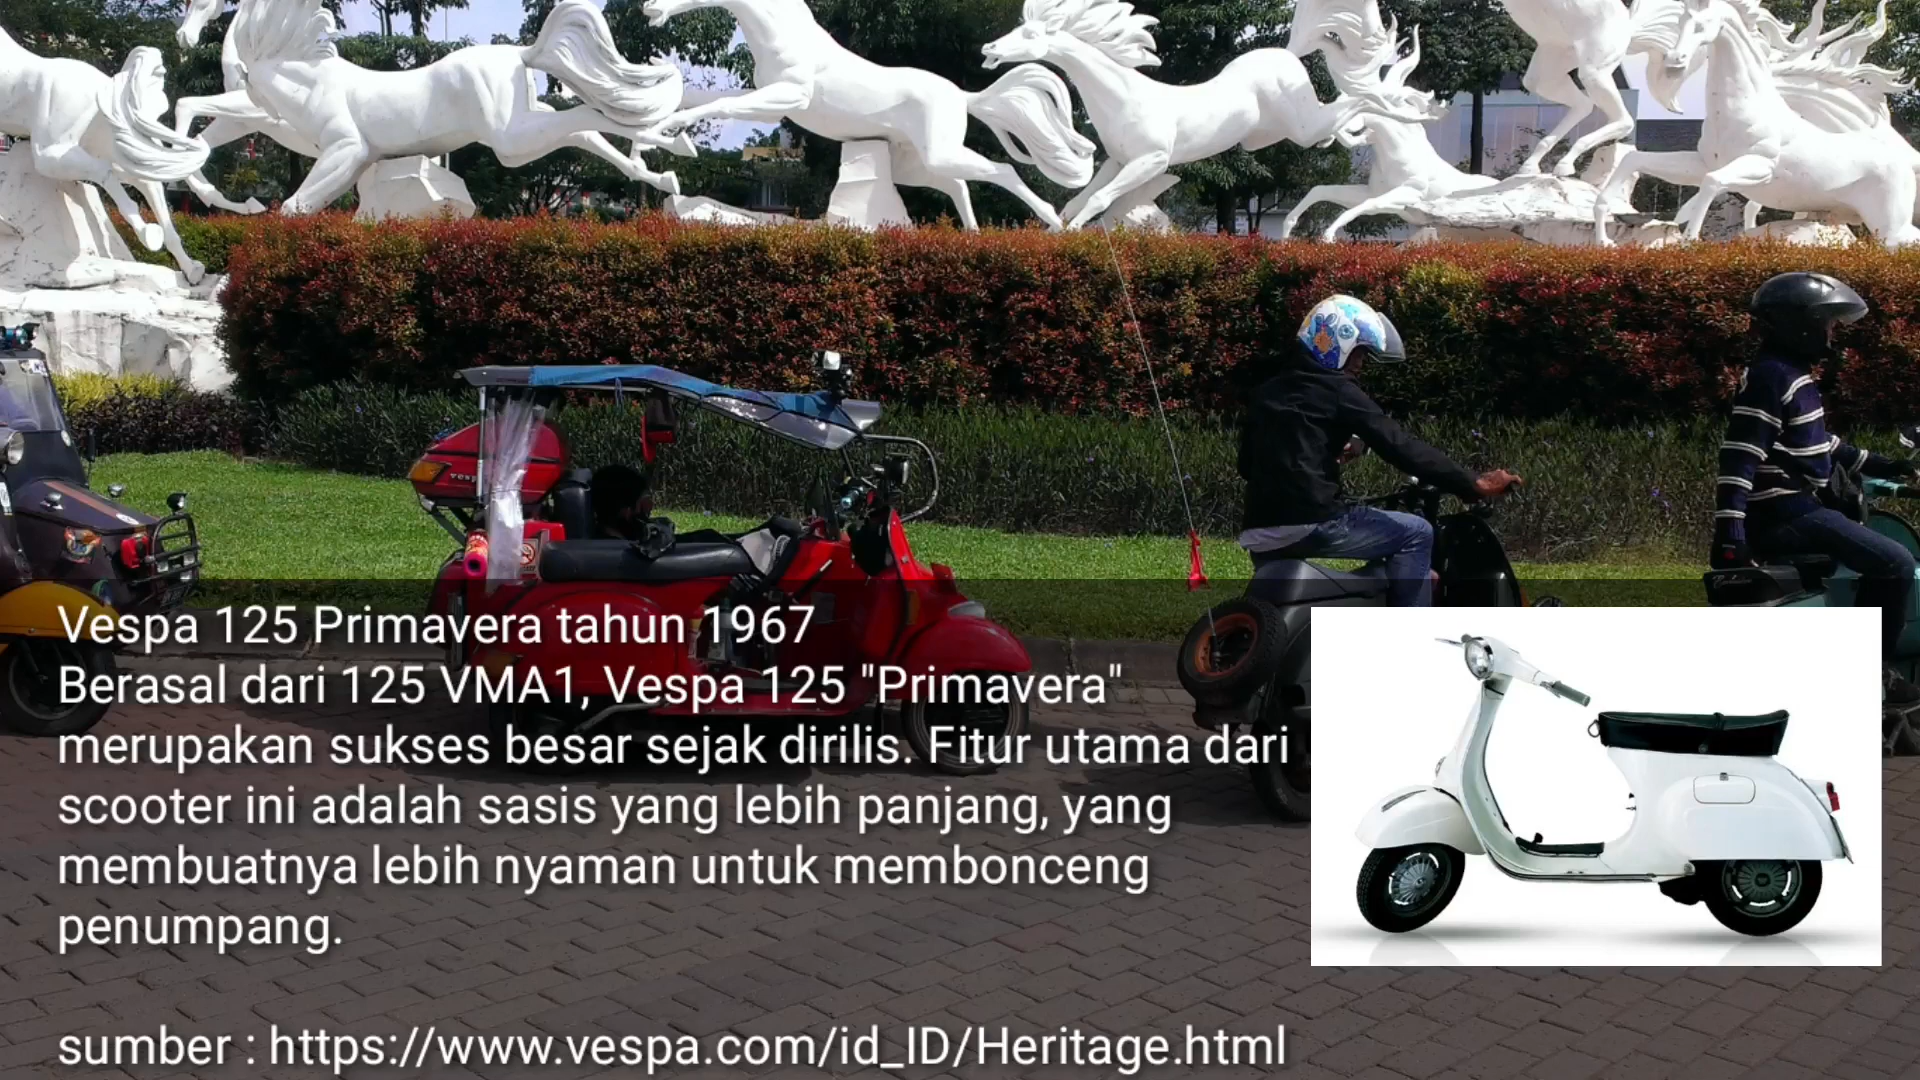 vesp
Vespa 125 Primavera tahun 1967
Berasal dari 125 VMA1, Vespa 125 "Primavera"
merupakan sukses besar sejak dirilis. Fitur utama dari
scooter ini adalah sasis yang lebih panjang, yang
membuatnya lebih nyaman untuk membonceng
penumpang.
sumber : https://www.vespa.com/id_ID/Heritage.html